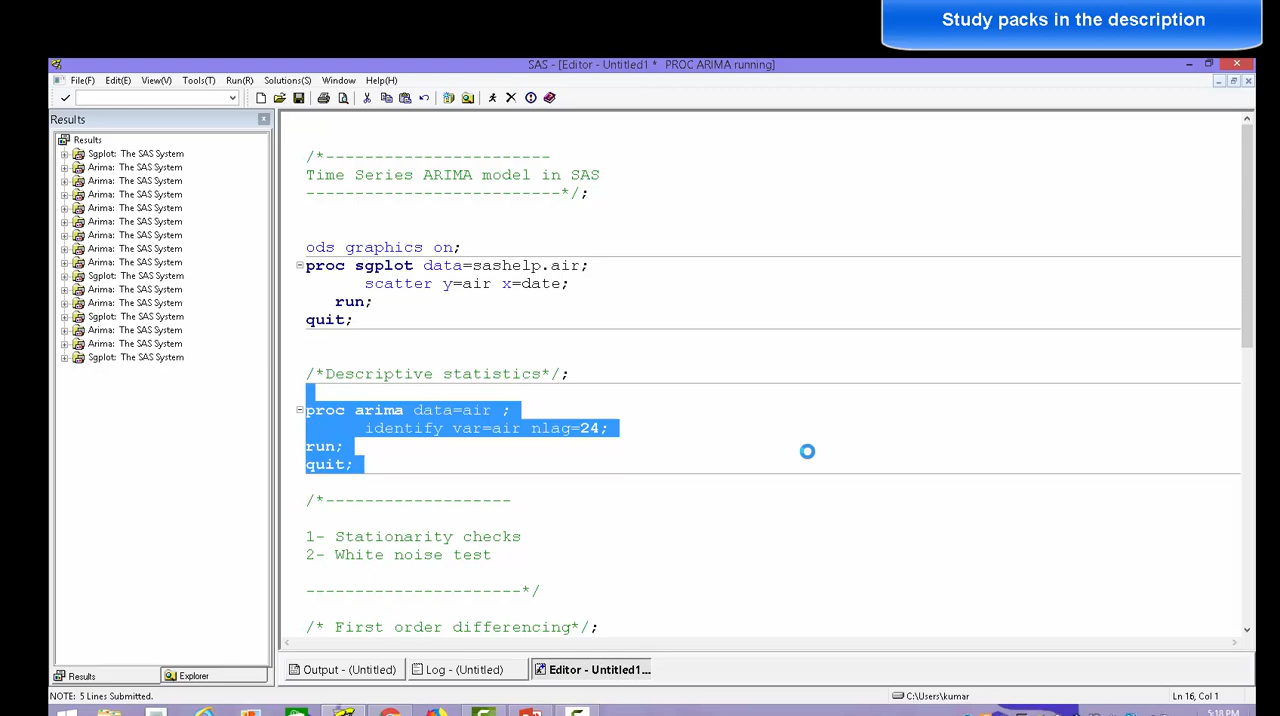 Study packs in the description
SAS - [Editor - Untitled1 * PROC ARIMA running]
File(F) Edit(E) View(V) Tools(T) Run(R) Solutions(S) Window Help(H)
Results
Results
Sgplot: The SAS System
Arima: The SAS System
Arima: The SAS System
Arima: The SAS System
Arima: The SAS System
Arima: The SAS System
Arima: The SAS System
Arima: The SAS System
Arima: The SAS System
Sgplot: The SAS System
Arima: The SAS System
Arima: The SAS System
Sgplot: The SAS System
Arima: The SAS System
Arima: The SAS System
Sgplot: The SAS System
/*-----------------------
Time Series ARIMA model in SAS
--------------------------*/;
ods graphics on;
proc sgplot data=sashelp.air;
scatter y=air x=date;
run;
quit;
/*Descriptive statistics*/;
proc arima data=air ;
identify var=air nlag=24;
run;
quit;
/*-------------------
1- Stationarity checks
2- White noise test
----------------------*/
/* First order differencing*/;
Results Explorer
Output - (Untitled) Log - (Untitled) Editor - Untitled1...
NOTE: 5 Lines Submitted. C:\Users\kumar Ln 16, Col 1
5:18 PM